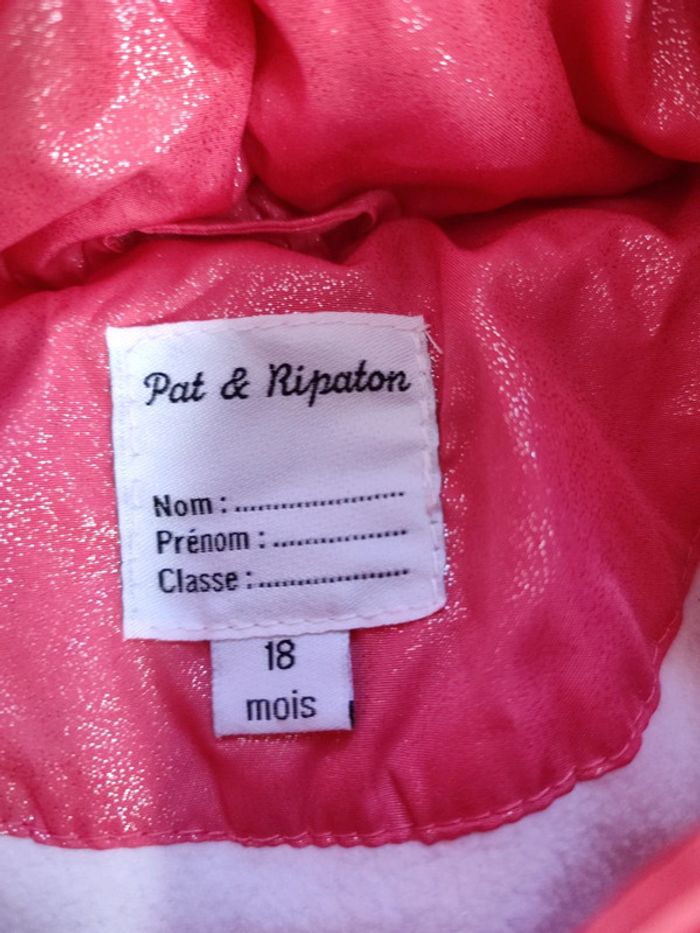 Pat & Ripaton
Nom : ........................
Prénom : ...................
Classe : .....................
18
mois